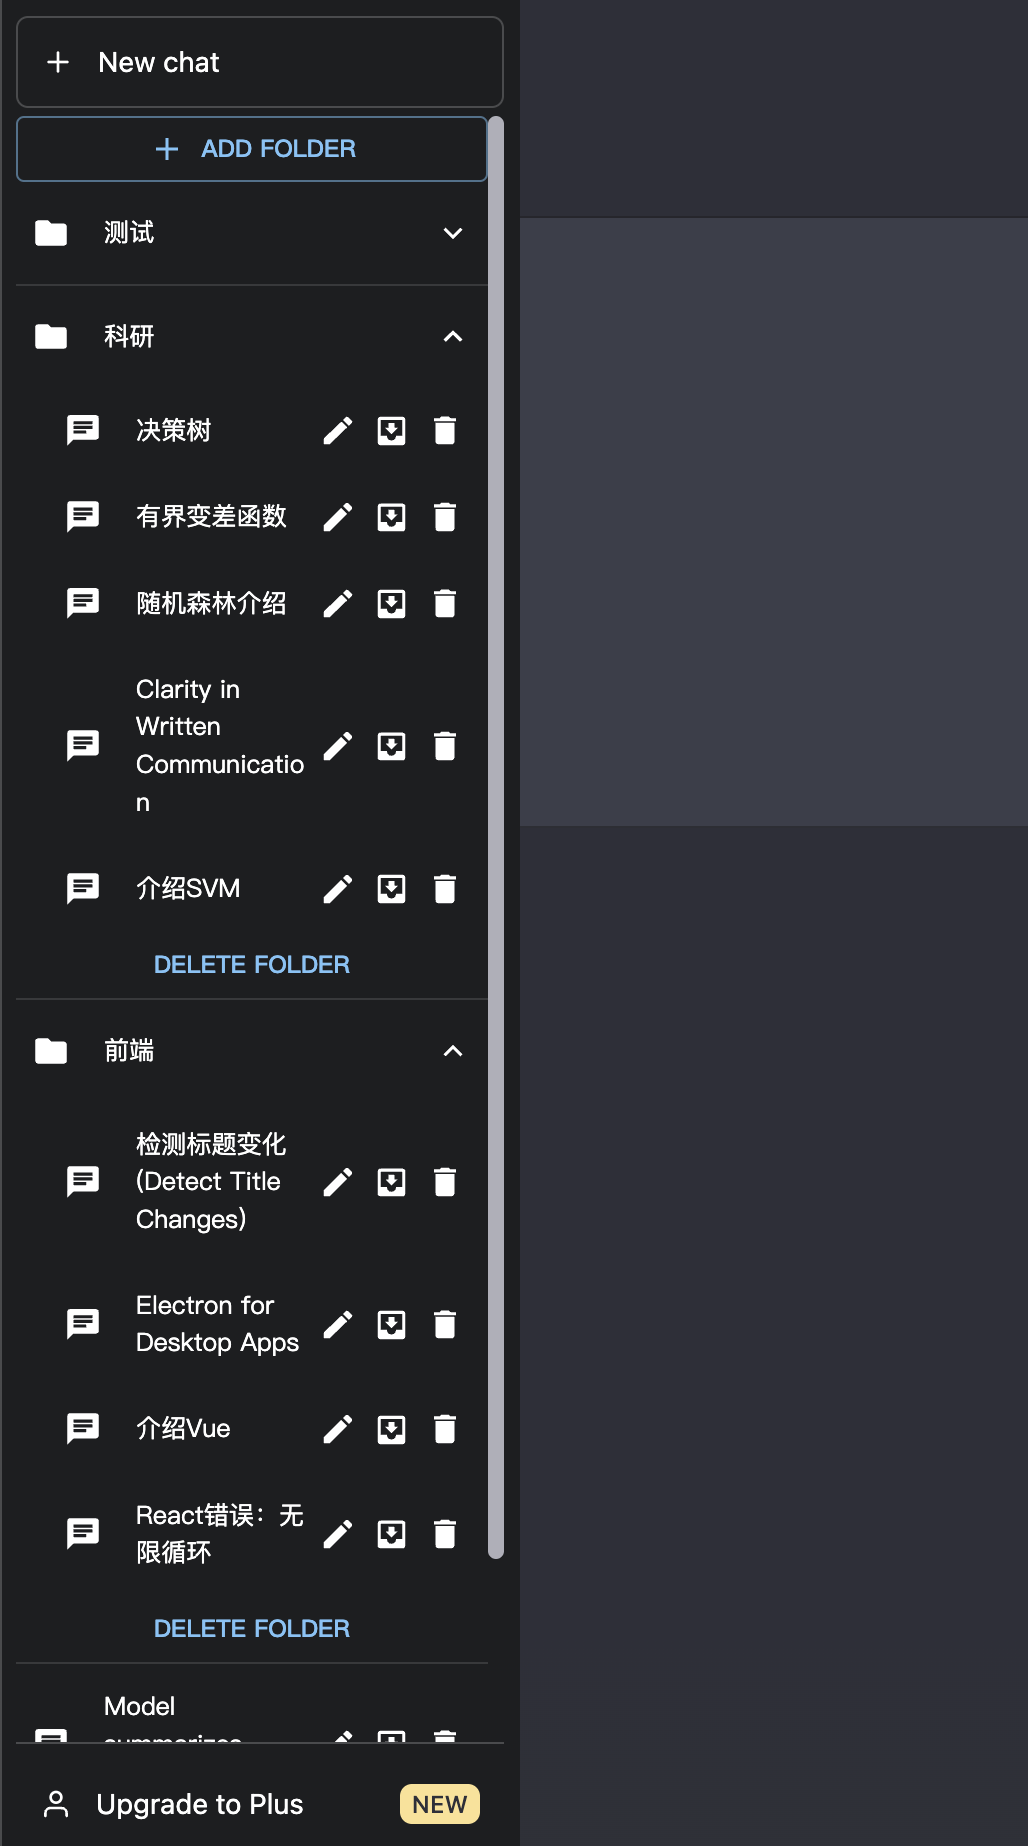 New chat
ADD FOLDER
测试
科研
决策树
有界变差函数
随机森林介绍
Clarity in
Written
Communicatio
n
介绍SVM
DELETE FOLDER
前端
检测标题变化
(Detect Title
Changes)
Electron for
Desktop Apps
介绍Vue
React错误：无
限循环
DELETE FOLDER
Model
summarizes
Upgrade to Plus
NEW